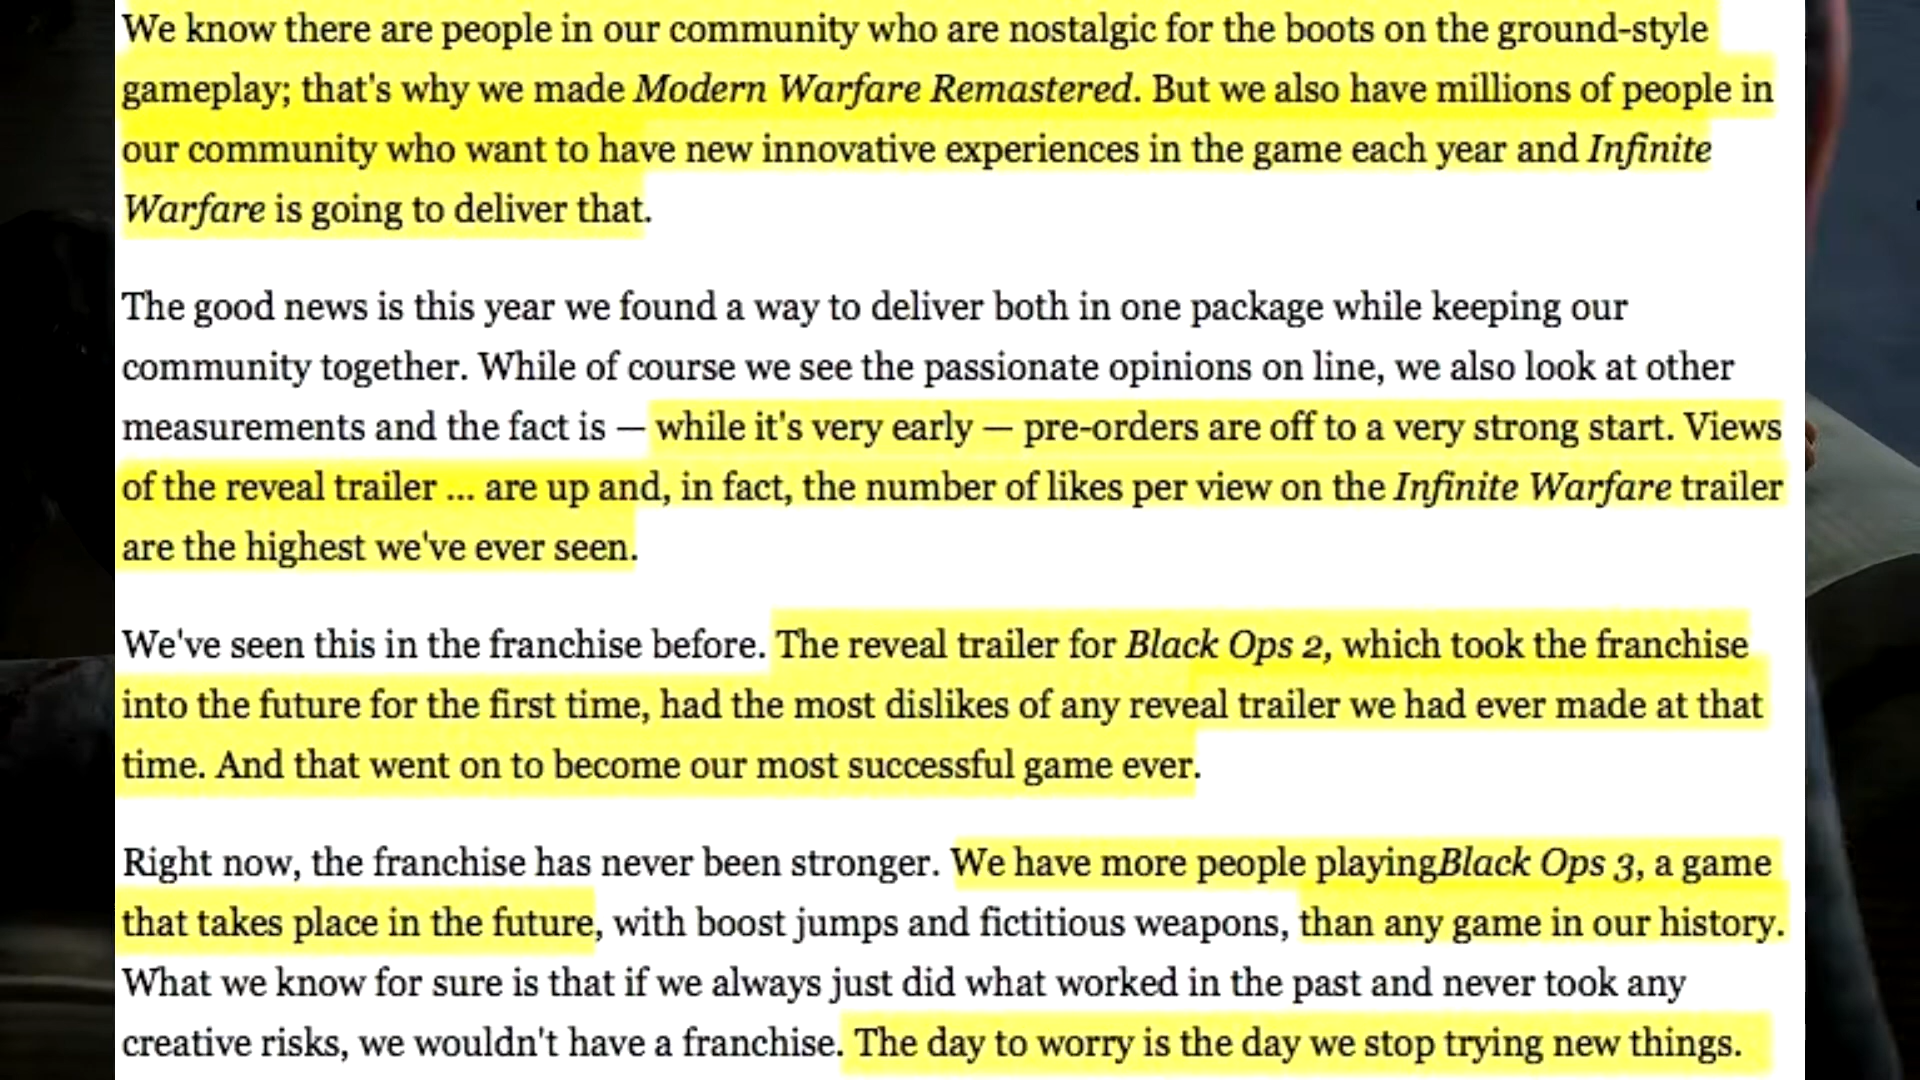 We know there are people in our community who are nostalgic for the boots on the ground-style
gameplay; that's why we made Modern Warfare Remastered. But we also have millions of people in
our community who want to have new innovative experiences in the game each year and Infinite
Warfare is going to deliver that.
The good news is this year we found a way to deliver both in one package while keeping our
community together. While of course we see the passionate opinions on line, we also look at other
measurements and the fact is — while it's very early — pre-orders are off to a very strong start. Views
of the reveal trailer ... are up and, in fact, the number of likes per view on the Infinite Warfare trailer
are the highest we've ever seen.
We've seen this in the franchise before. The reveal trailer for Black Ops 2, which took the franchise
into the future for the first time, had the most dislikes of any reveal trailer we had ever made at that
time. And that went on to become our most successful game ever.
Right now, the franchise has never been stronger. We have more people playingBlack Ops 3, a game
that takes place in the future, with boost jumps and fictitious weapons, than any game in our history.
What we know for sure is that if we always just did what worked in the past and never took any
creative risks, we wouldn't have a franchise. The day to worry is the day we stop trying new things.